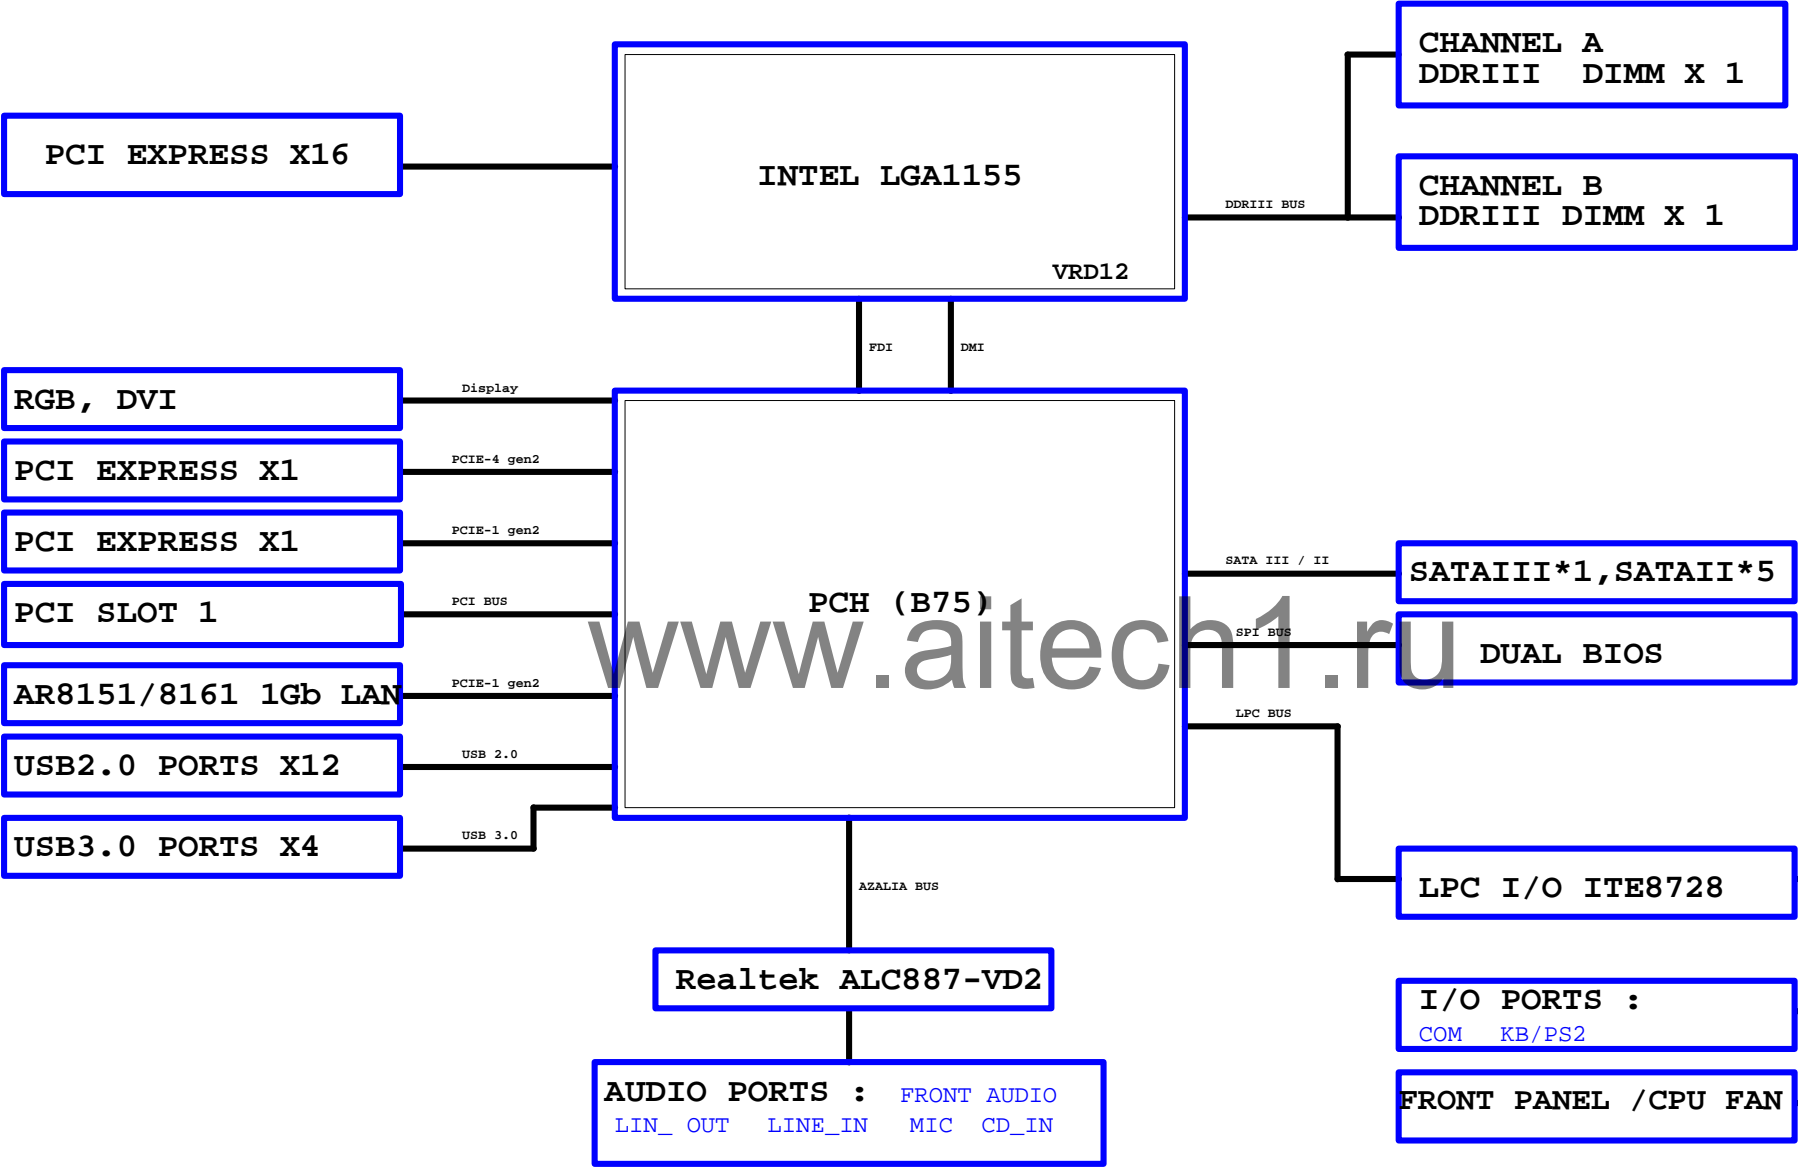 CHANNEL A
DDRIII DIMM X 1
PCI EXPRESS X16
INTEL LGA1155
VRD12
DDRIII BUS
CHANNEL B
DDRIII DIMM X 1
FDI
DMI
RGB, DVI
Display
PCI EXPRESS X1
PCIE-4 gen2
PCI EXPRESS X1
PCIE-1 gen2
PCI SLOT 1
PCI BUS
AR8151/8161 1Gb LAN
PCIE-1 gen2
USB2.0 PORTS X12
USB 2.0
USB3.0 PORTS X4
USB 3.0
PCH (B75)
www.aitech1.ru
SATA III / II
SATAIII*1,SATAII*5
SPI BUS
DUAL BIOS
LPC BUS
LPC I/O ITE8728
AZALIA BUS
Realtek ALC887-VD2
AUDIO PORTS : FRONT AUDIO
LIN_ OUT LINE_IN MIC CD_IN
I/O PORTS :
COM KB/PS2
FRONT PANEL /CPU FAN